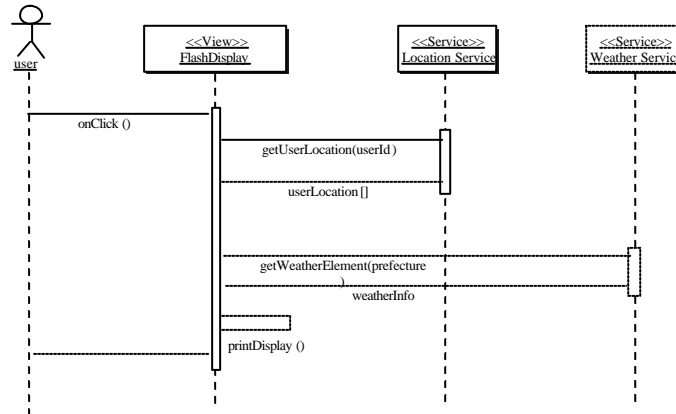 user
<<View>>
FlashDisplay
<<Service>>
Location Service
<<Service>>
Weather Servic
onClick ()
getUserLocation(userId )
userLocation []
getWeatherElement(prefecture
)
weatherInfo
printDisplay ()